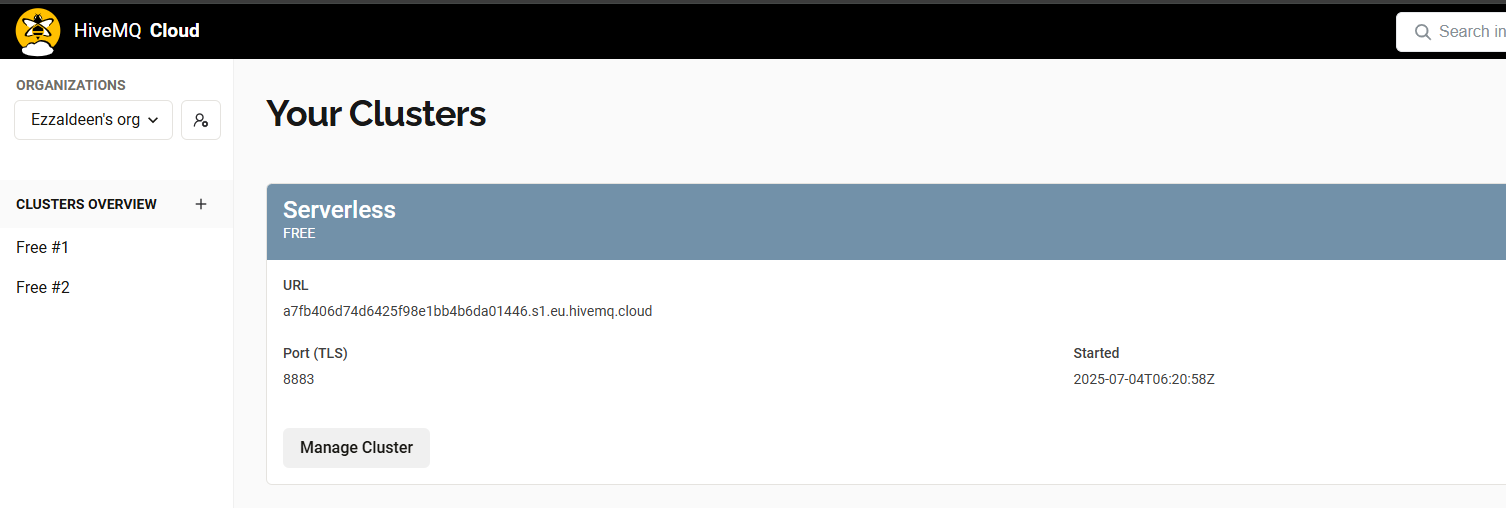 HiveMQ Cloud
Search in
ORGANIZATIONS
Ezzaldeen's org
CLUSTERS OVERVIEW
Free #1
Free #2
Your Clusters
Serverless
FREE
URL
a7fb406d74d6425f98e1bb4b6da01446.s1.eu.hivemq.cloud
Port (TLS)
8883
Started
2025-07-04T06:20:58Z
Manage Cluster